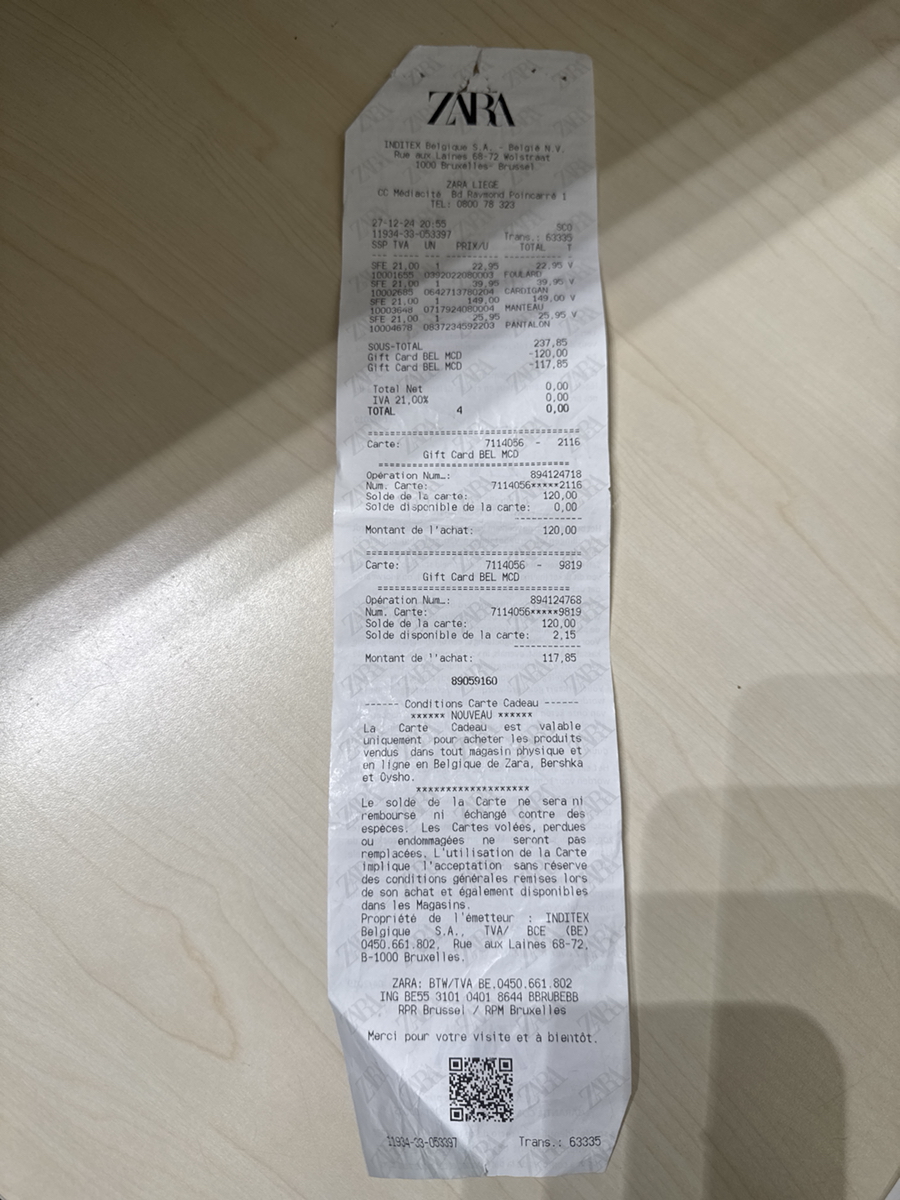 ZARA
INDITEX Belgique S.A. - België N.V.
Rue aux Laines 68-72 Wolstraat
1000 Bruxelles- Brussel
ZARA LIEGE
CC Médiacité Bd Raymond Poincarré 1
TEL: 0800 78 323
27-12-24 20:55 SCO
11934-33-053397 Trans.: 63335
SSP TVA UN PRIX/U TOTAL T
SFE 21,00 1 22,95 22,95 V
10001655 0392022080003 FOULARD
SFE 21,00 1 39,95 39,95 V
10002685 0642713780204 CARDIGAN
SFE 21,00 1 149,00 149,00 V
10003648 0717924080004 MANTEAU
SFE 21,00 1 25,95 25,95 V
10004678 0837234592203 PANTALON
SOUS-TOTAL 237,85
Gift Card BEL MCD -120,00
Gift Card BEL MCD -117,85
Total Net 0,00
IVA 21,00% 0,00
TOTAL 4 0,00
==================================
Carte: 7114056 - 2116
Gift Card BEL MCD
==================================
Opération Num…: 894124718
Num. Carte: 7114056*****2116
Solde de la carte: 120,00
Solde disponible de la carte: 0,00
------------
Montant de l'achat: 120,00
==================================
Carte: 7114056 - 9819
Gift Card BEL MCD
==================================
Opération Num…: 894124768
Num. Carte: 7114056*****9819
Solde de la carte: 120,00
Solde disponible de la carte: 2,15
------------
Montant de l'achat: 117,85
89059160
------ Conditions Carte Cadeau ------
****** NOUVEAU ******
La Carte Cadeau est valable
uniquement pour acheter les produits
vendus dans tout magasin physique et
en ligne en Belgique de Zara, Bershka
et Oysho.
*******************
Le solde de la Carte ne sera ni
rembourse ni échangé contre des
espèces. Les Cartes volées, perdues
ou endommagées ne seront pas
remplacées. L'utilisation de la Carte
implique l'acceptation sans réserve
des conditions générales remises lors
de son achat et également disponibles
dans les Magasins.
Propriété de l'émetteur : INDITEX
Belgique S.A., TVA/ BCE (BE)
0450.661.802, Rue aux Laines 68-72,
B-1000 Bruxelles.
ZARA: BTW/TVA BE.0450.661.802
ING BE55 3101 0401 8644 BBRUBEBB
RPR Brussel / RPM Bruxelles
Merci pour votre visite et à bientôt.
11934-33-053397 Trans.: 63335